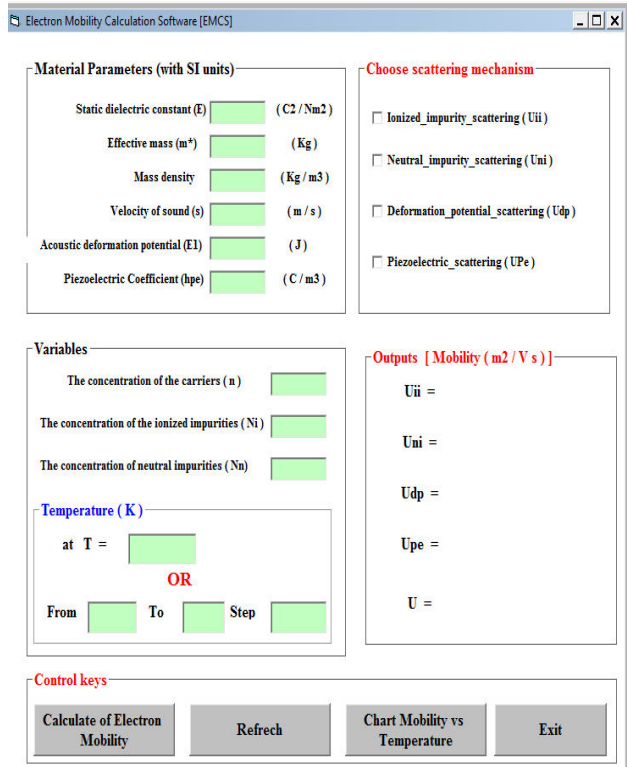 Electron Mobility Calculation Software [EMCS]
Material Parameters (with SI units)
Static dielectric constant (E) ( C2 / Nm2 )
Effective mass (m*) ( Kg )
Mass density ( Kg / m3 )
Velocity of sound (s) ( m / s )
Acoustic deformation potential (E1) ( J )
Piezoelectric Coefficient (hpe) ( C / m3 )
Choose scattering mechanism
Ionized_impurity_scattering ( Uii )
Neutral_impurity_scattering ( Uni )
Deformation_potential_scattering ( Udp )
Piezoelectric_scattering ( UPe )
Variables
The concentration of the carriers ( n )
The concentration of the ionized impurities ( Ni )
The concentration of neutral impurities ( Nn)
Temperature ( K )
at T =
OR
From To Step
Outputs [ Mobility ( m2 / V s ) ]
Uii =
Uni =
Udp =
Upe =
U =
Control keys
Calculate of Electron
Mobility
Refrech
Chart Mobility vs
Temperature
Exit